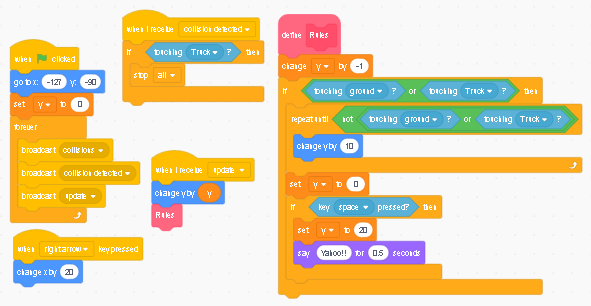 when clicked
go to x: -127 y: -90
set y to 0
forever
broadcast collisions
broadcast collision detected
broadcast update
when right arrow key pressed
change x by 20
when I receive collision detected
if touching Truck ? then
stop all
when I receive update
change y by y
Rules
define Rules
change y by -1
if touching ground ? or touching Truck ? then
repeat until not touching ground ? or touching Truck ?
change y by 10
set y to 0
if key space pressed? then
set y to 20
say Yahoo!! for 0.5 seconds